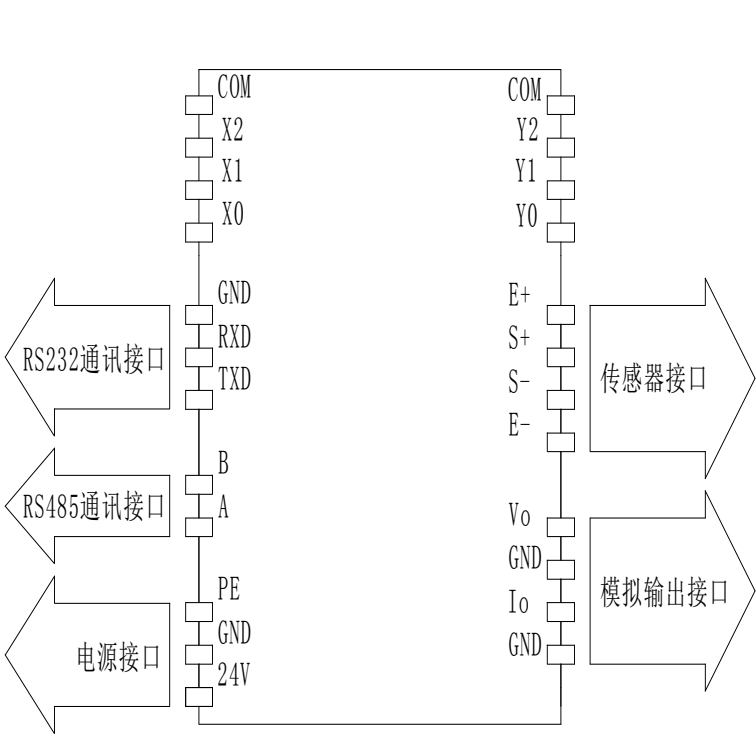 COM
X2
X1
X0
GND
RXD
TXD
RS232通讯接口
B
A
RS485通讯接口
PE
GND
24V
电源接口
COM
Y2
Y1
Y0
E+
S+
S-
E-
传感器接口
Vo
GND
Io
GND
模拟输出接口